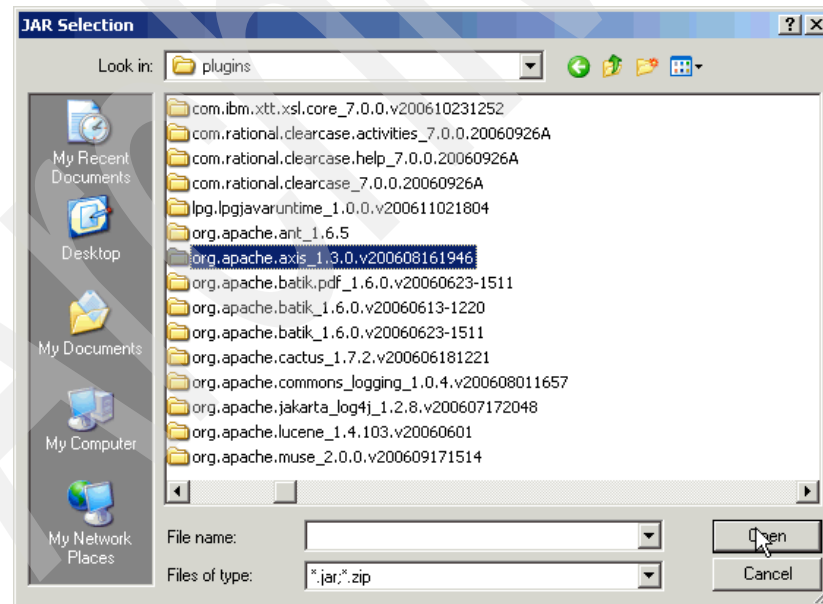 JAR Selection
Look in: plugins
My Recent
Documents
Desktop
My Documents
My Computer
My Network
Places
com.ibm.xtt.xsl.core_7.0.0.v200610231252
com.rational.clearcase.activities_7.0.0.20060926A
com.rational.clearcase.help_7.0.0.20060926A
com.rational.clearcase_7.0.0.20060926A
lpg.lpgjavaruntime_1.0.0.v200611021804
org.apache.ant_1.6.5
org.apache.axis_1.3.0.v200608161946
org.apache.batik.pdf_1.6.0.v20060623-1511
org.apache.batik_1.6.0.v20060613-1220
org.apache.batik_1.6.0.v20060623-1511
org.apache.cactus_1.7.2.v200606181221
org.apache.commons_logging_1.0.4.v200608011657
org.apache.jakarta_log4j_1.2.8.v200607172048
org.apache.lucene_1.4.103.v20060601
org.apache.muse_2.0.0.v200609171514
File name:
Open
Files of type: *.jar;*.zip
Cancel